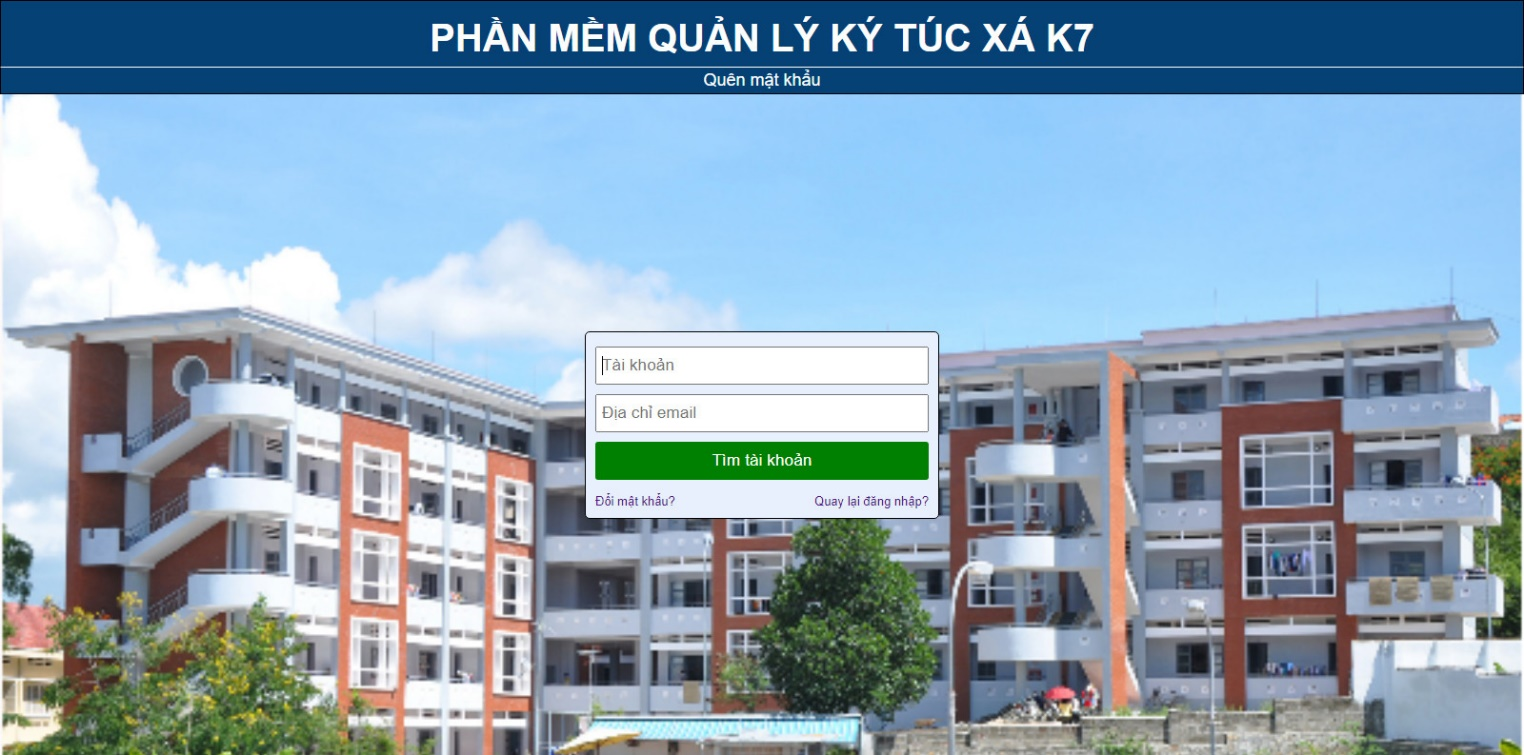 PHẦN MỀM QUẢN LÝ KÝ TÚC XÁ K7
Quên mật khẩu
Tài khoản
Địa chỉ email
Tìm tài khoản
Đổi mật khẩu? Quay lại đăng nhập?